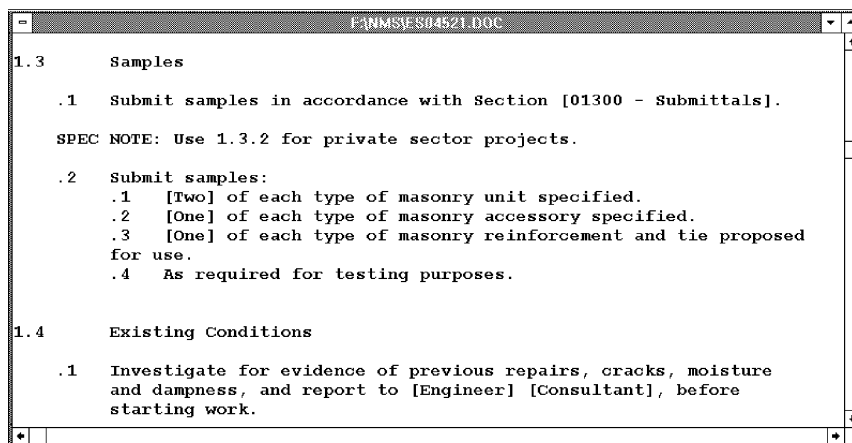 F:\NMS\ES04521.DOC
1.3 Samples
.1 Submit samples in accordance with Section [01300 - Submittals].
SPEC NOTE: Use 1.3.2 for private sector projects.
.2 Submit samples:
.1 [Two] of each type of masonry unit specified.
.2 [One] of each type of masonry accessory specified.
.3 [One] of each type of masonry reinforcement and tie proposed
for use.
.4 As required for testing purposes.
1.4 Existing Conditions
.1 Investigate for evidence of previous repairs, cracks, moisture
and dampness, and report to [Engineer] [Consultant], before
starting work.